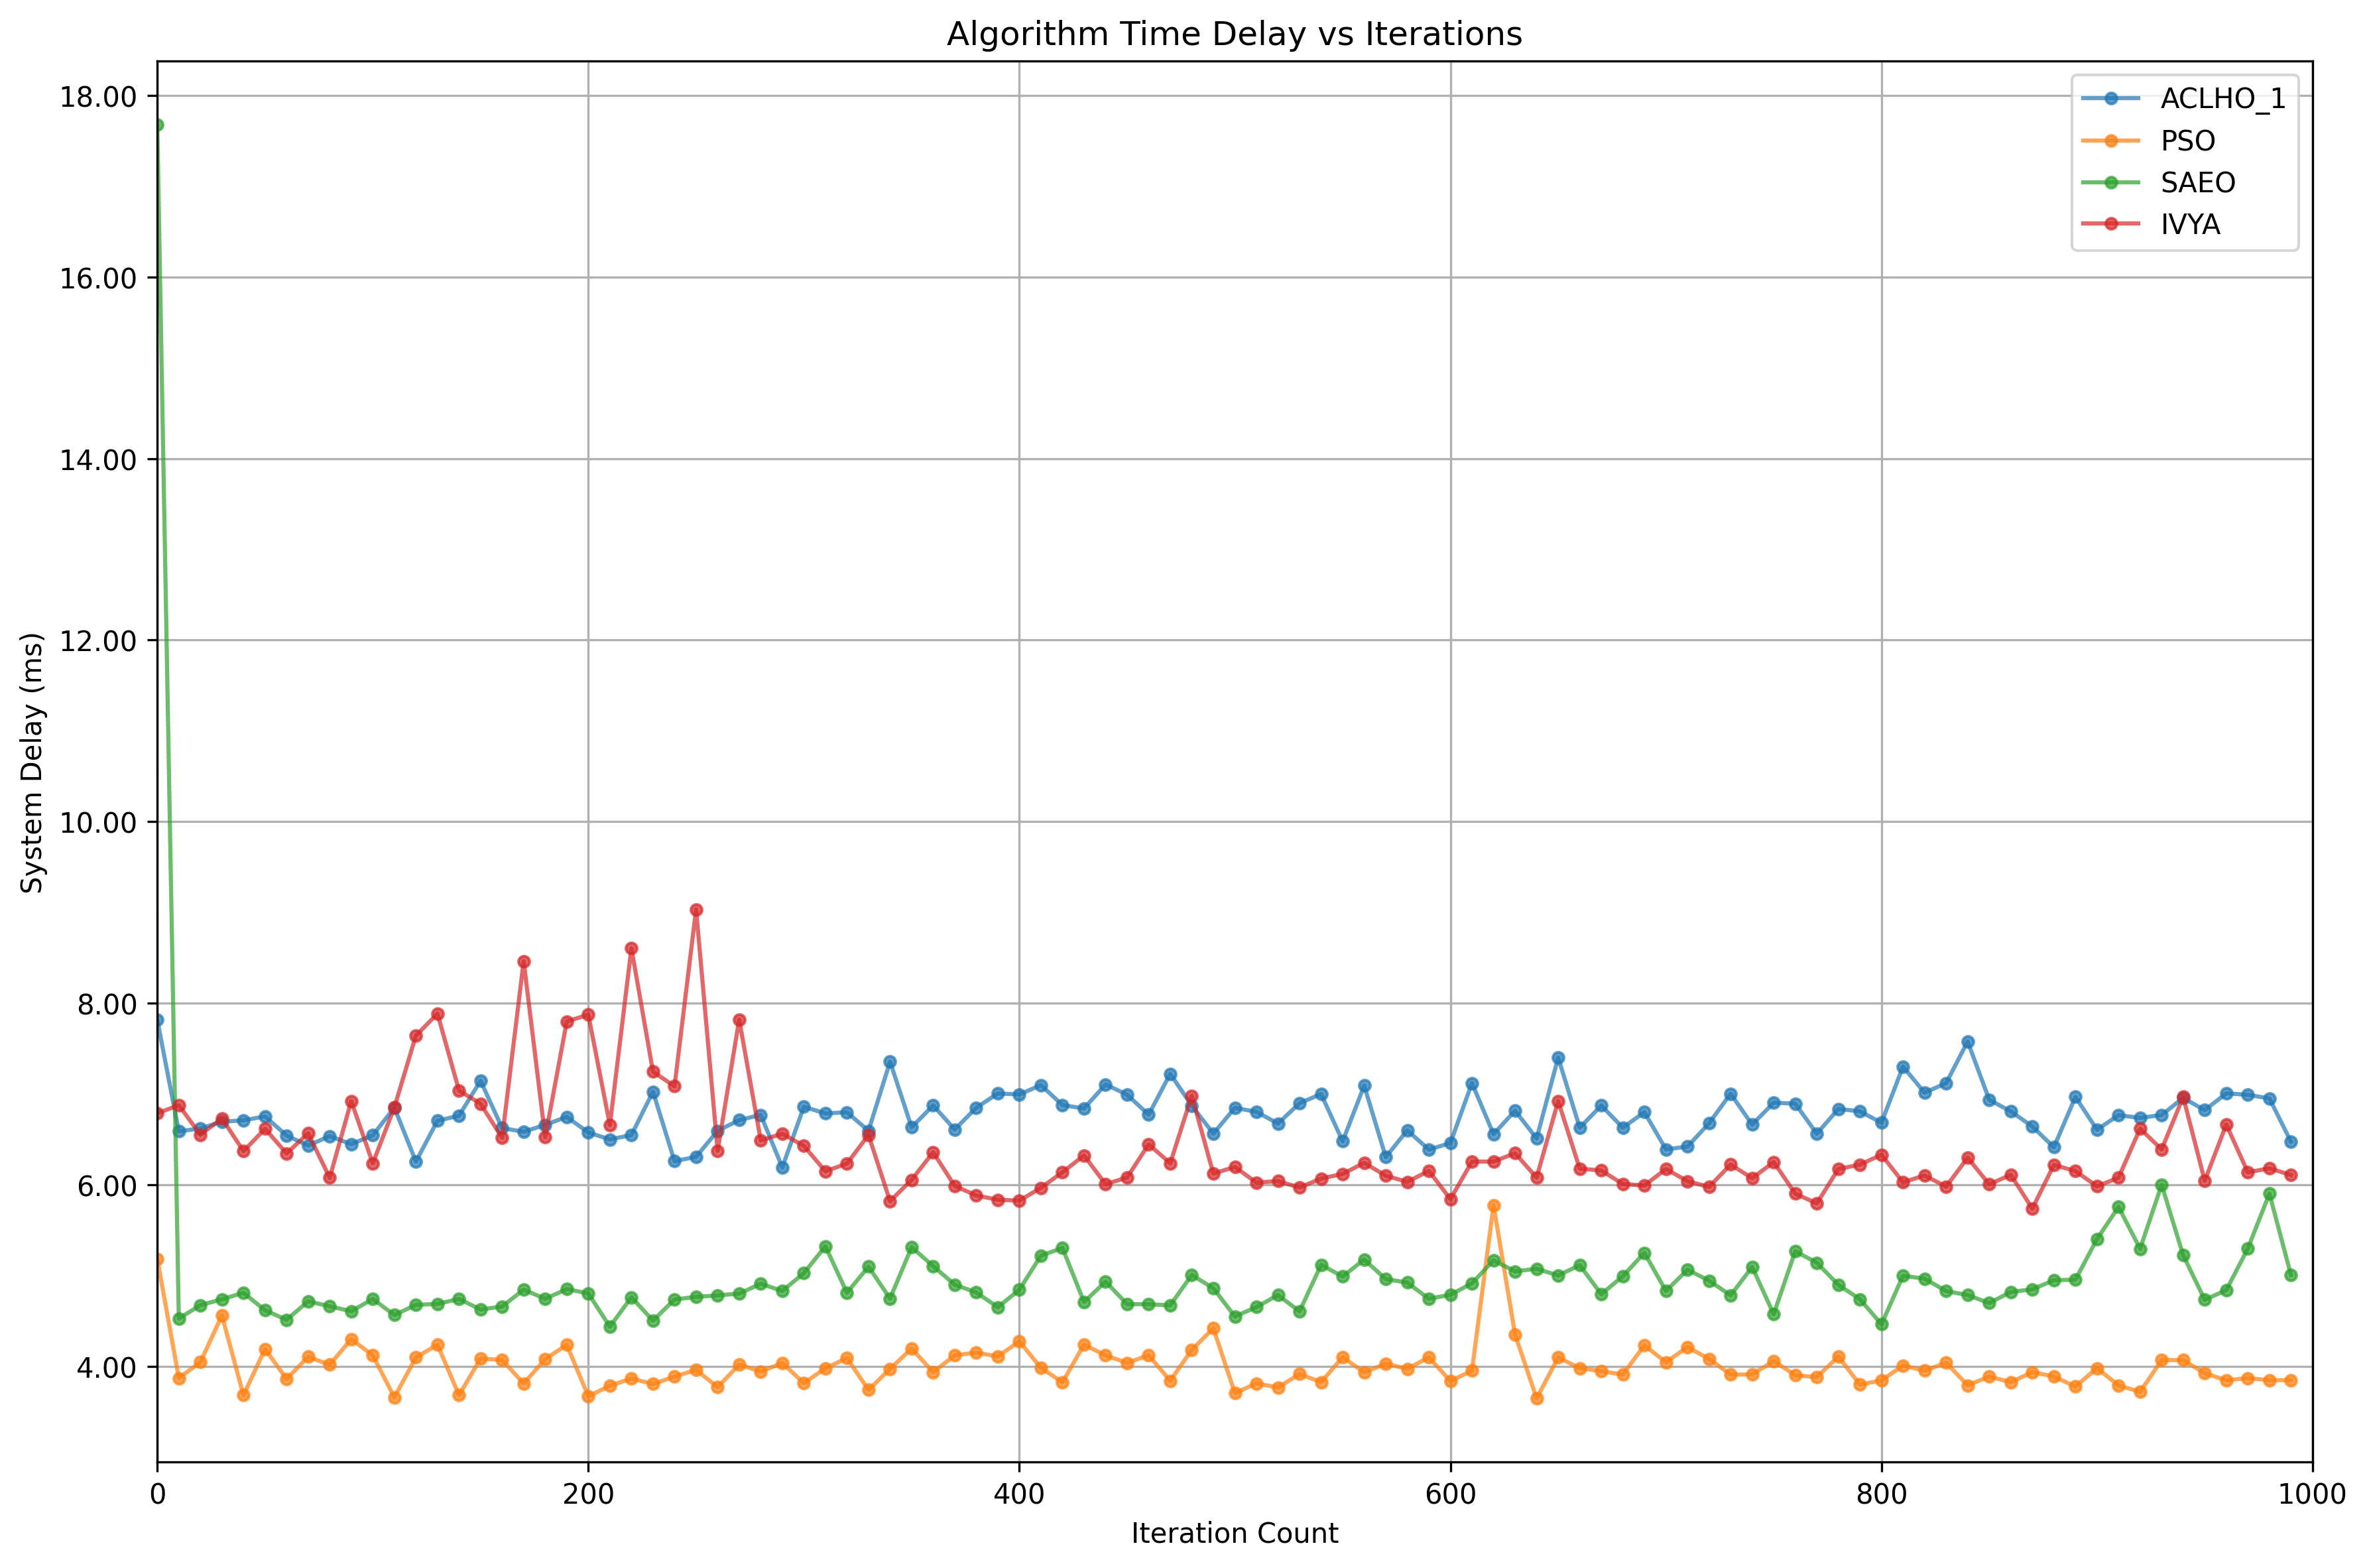 Algorithm Time Delay vs Iterations
18.00
16.00
14.00
12.00
10.00
8.00
6.00
4.00
System Delay (ms)
ACLHO_1
PSO
SAEO
IVYA
0
200
400
600
800
1000
Iteration Count